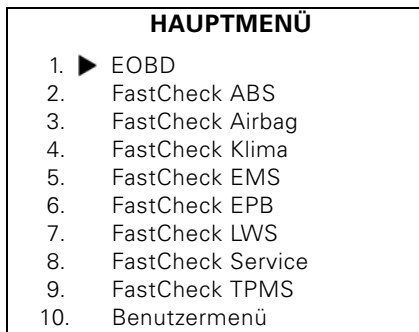 HAUPTMENÜ
1. ▶ EOBD
2. FastCheck ABS
3. FastCheck Airbag
4. FastCheck Klima
5. FastCheck EMS
6. FastCheck EPB
7. FastCheck LWS
8. FastCheck Service
9. FastCheck TPMS
10. Benutzermenü